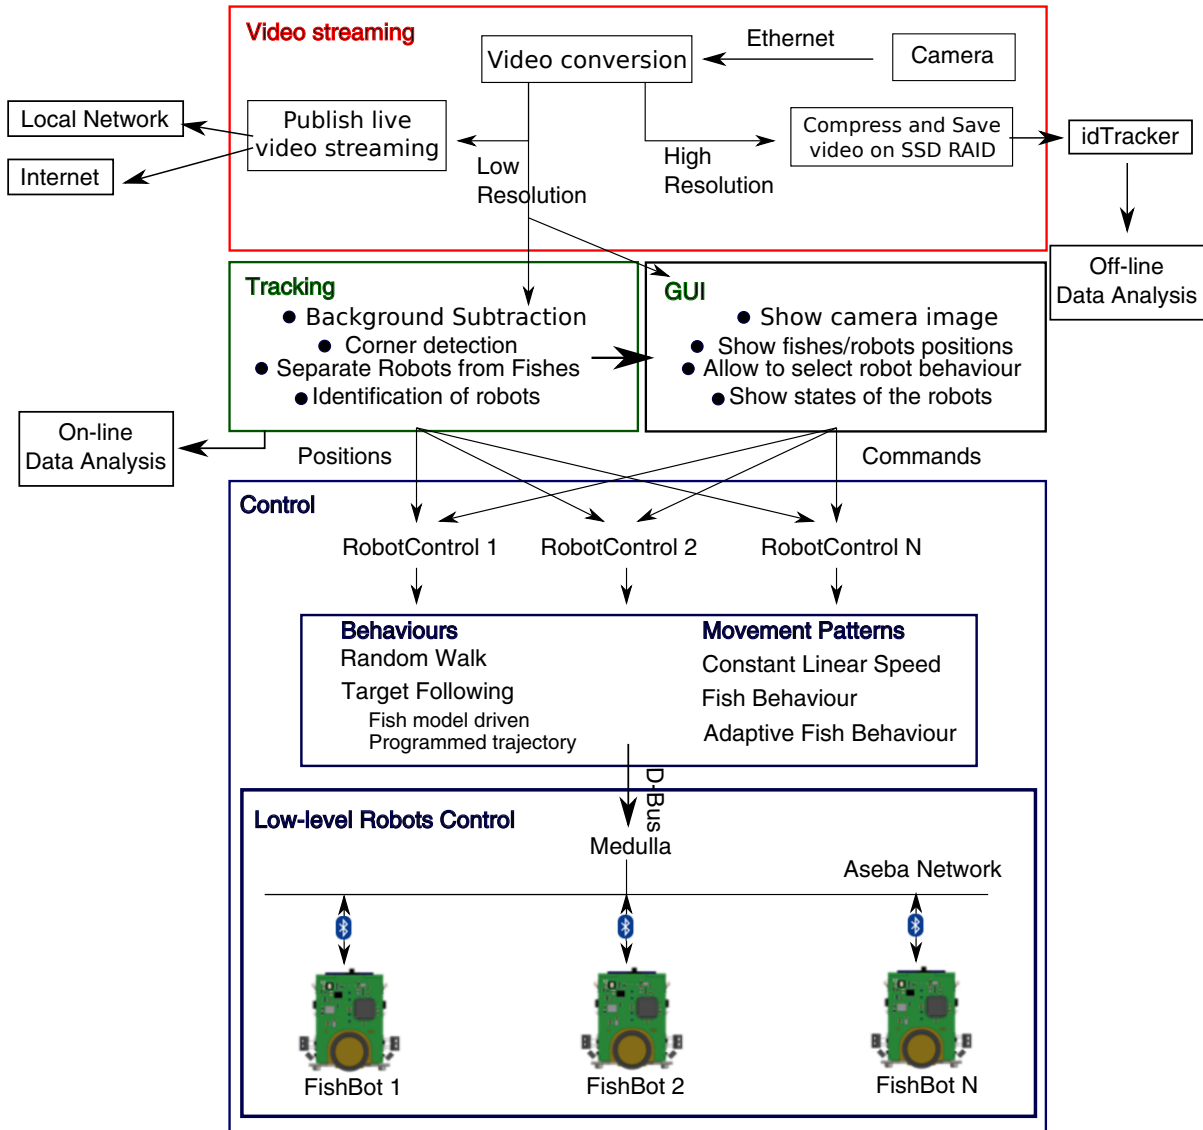 Video streaming
Ethernet
Video conversion
Camera
Local Network
Publish live
video streaming
Compress and Save
video on SSD RAID
idTracker
Internet
Low
Resolution
High
Resolution
Off-line
Data Analysis
Tracking
Background Subtraction
Corner detection
Separate Robots from Fishes
Identification of robots
GUI
Show camera image
Show fishes/robots positions
Allow to select robot behaviour
Show states of the robots
On-line
Data Analysis
Positions
Commands
Control
RobotControl 1
RobotControl 2
RobotControl N
Behaviours
Random Walk
Target Following
Fish model driven
Programmed trajectory
Movement Patterns
Constant Linear Speed
Fish Behaviour
Adaptive Fish Behaviour
D-Bus
Low-level Robots Control
Medulla
Aseba Network
FishBot 1
FishBot 2
FishBot N